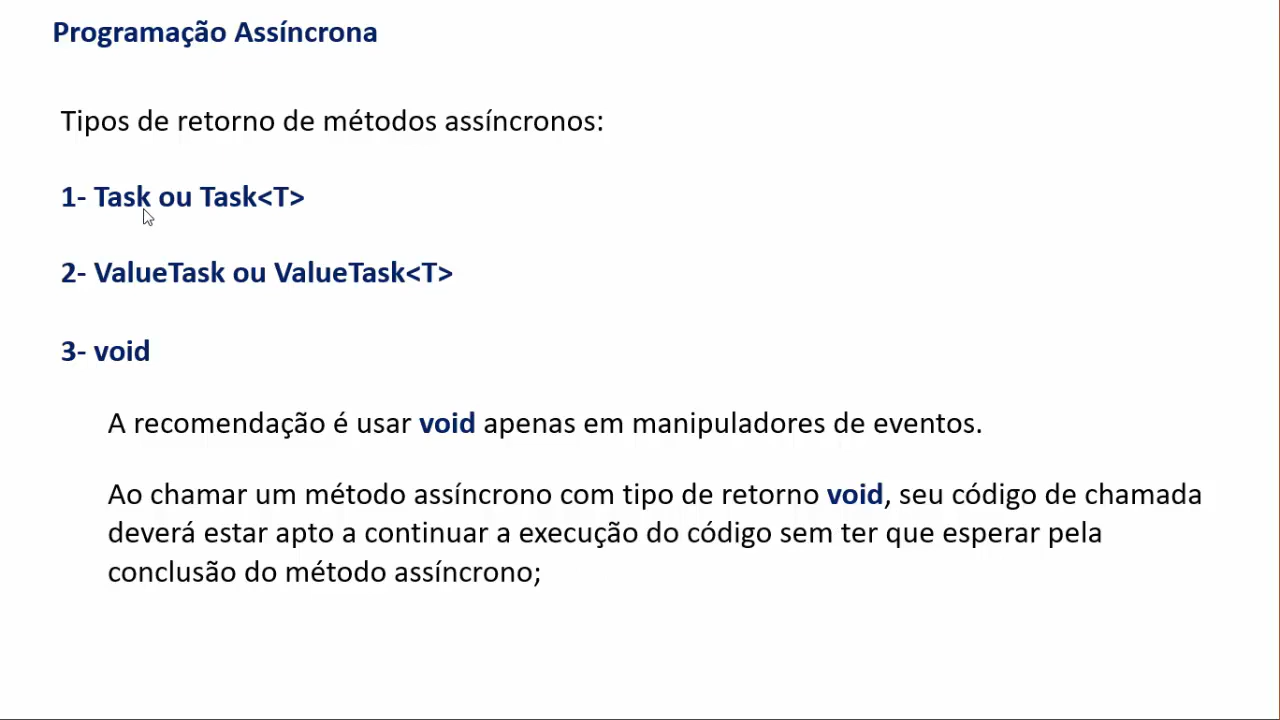 Programação Assíncrona
Tipos de retorno de métodos assíncronos:
1- Task ou Task<T>
2- ValueTask ou ValueTask<T>
3- void
A recomendação é usar void apenas em manipuladores de eventos.
Ao chamar um método assíncrono com tipo de retorno void, seu código de chamada
deverá estar apto a continuar a execução do código sem ter que esperar pela
conclusão do método assíncrono;